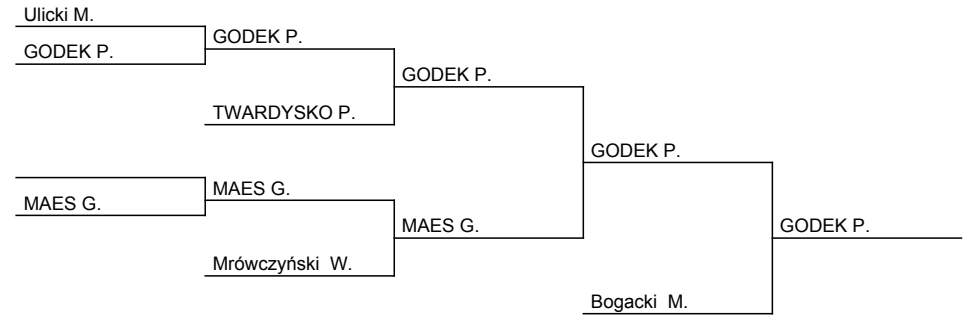 Ulicki M.
GODEK P.
GODEK P.
GODEK P.
TWARDYSKO P.
GODEK P.
MAES G.
MAES G.
MAES G.
GODEK P.
Mrówczyński  W.
Bogacki  M.